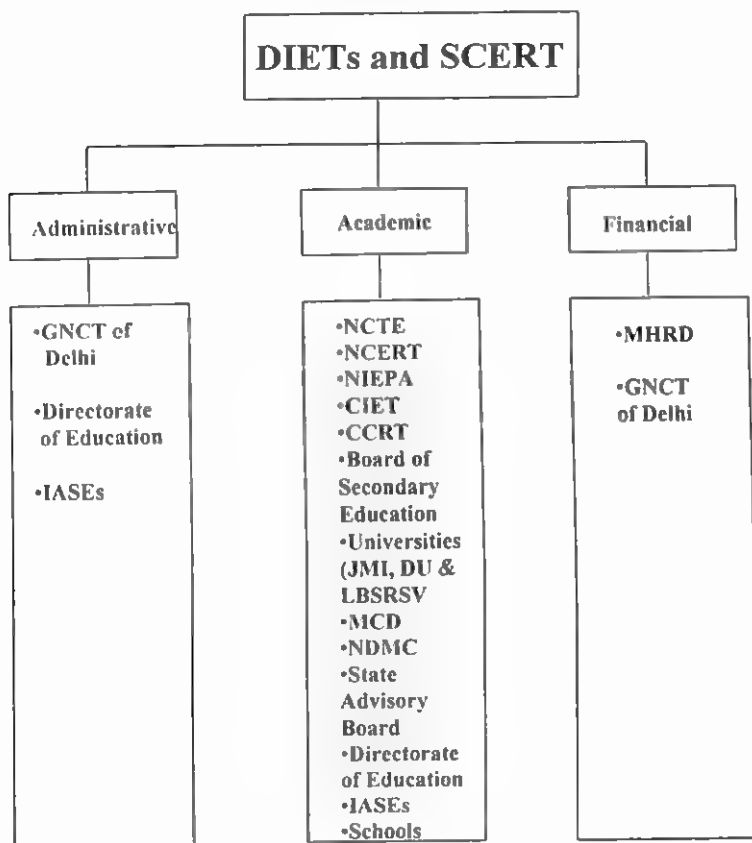 DIETs and SCERT
Administrative
Academic
Financial
•GNCT of
Delhi
•Directorate
of Education
•IASEs
•NCTE
•NCERT
•NIEPA
•CIET
•CCRT
•Board of
Secondary
Education
•Universities
(JMI, DU &
LBSRSV
•MCD
•NDMC
•State
Advisory
Board
•Directorate
of Education
•IASEs
•Schools
•MHRD
•GNCT
of Delhi